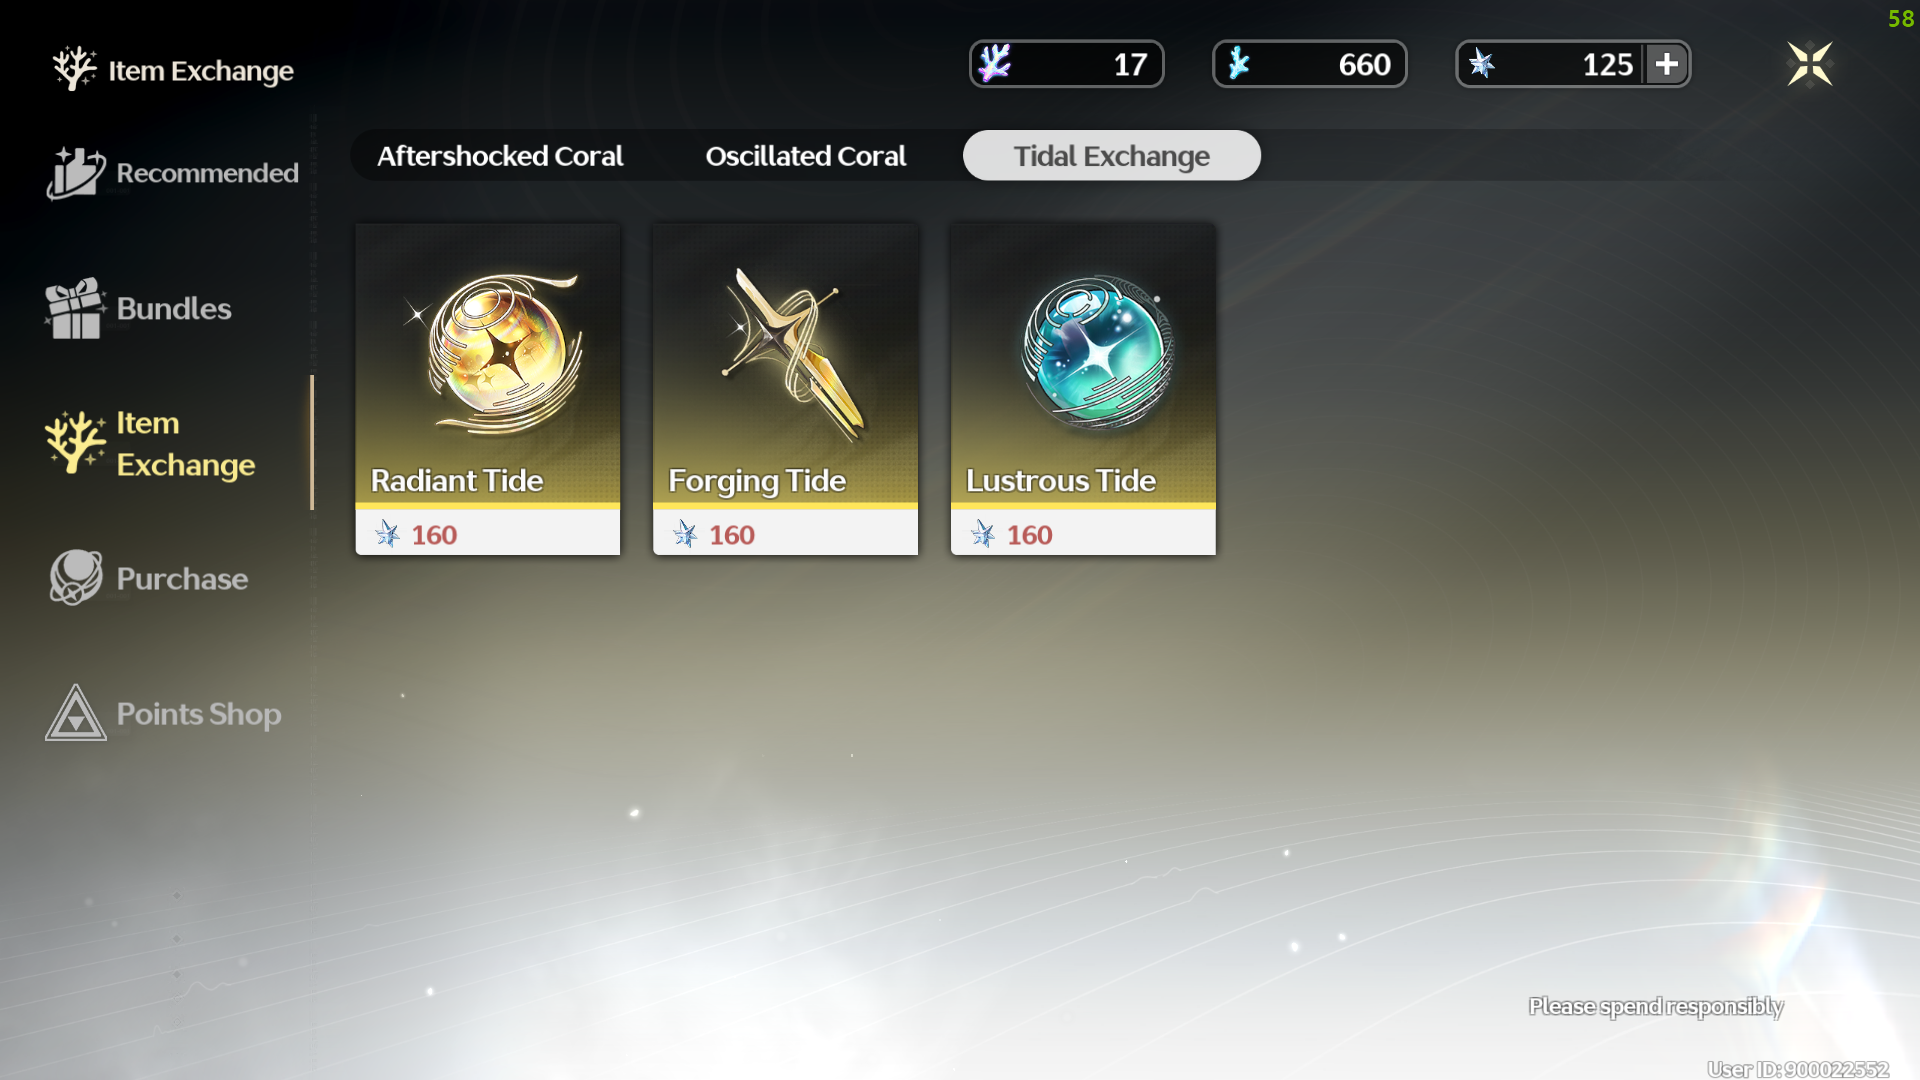 58
Item Exchange
17
660
125
Recommended
Aftershocked Coral
Oscillated Coral
Tidal Exchange
Bundles
Item
Exchange
Purchase
Points Shop
Radiant Tide
160
Forging Tide
160
Lustrous Tide
160
Please spend responsibly
User ID: 900022552